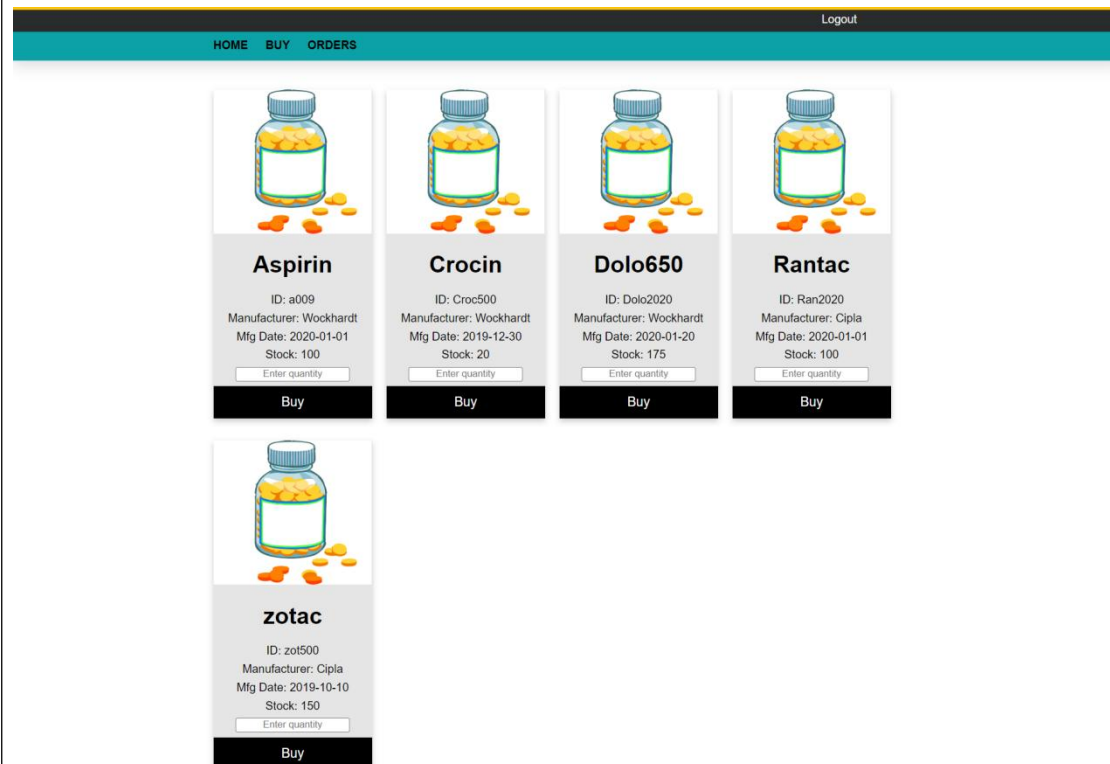 Logout
HOME BUY ORDERS
Aspirin
ID: a009
Manufacturer: Wockhardt
Mfg Date: 2020-01-01
Stock: 100
Enter quantity
Buy
Crocin
ID: Croc500
Manufacturer: Wockhardt
Mfg Date: 2019-12-30
Stock: 20
Enter quantity
Buy
Dolo650
ID: Dolo2020
Manufacturer: Wockhardt
Mfg Date: 2020-01-20
Stock: 175
Enter quantity
Buy
Rantac
ID: Ran2020
Manufacturer: Cipla
Mfg Date: 2020-01-01
Stock: 100
Enter quantity
Buy
zotac
ID: zot500
Manufacturer: Cipla
Mfg Date: 2019-10-10
Stock: 150
Enter quantity
Buy